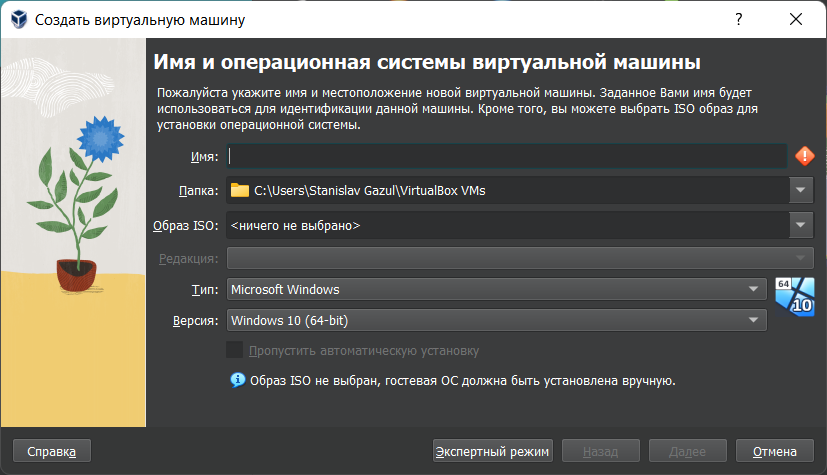 Создать виртуальную машину
?
Имя и операционная системы виртуальной машины
Пожалуйста укажите имя и местоположение новой виртуальной машины. Заданное Вами имя будет
использоваться для идентификации данной машины. Кроме того, вы можете выбрать ISO образ для
установки операционной системы.
Имя:
Папка: C:\Users\Stanislav Gazul\VirtualBox VMs
Образ ISO: <ничего не выбрано>
Редакция:
Тип: Microsoft Windows
64
10
Версия: Windows 10 (64-bit)
Пропустить автоматическую установку
Образ ISO не выбран, гостевая ОС должна быть установлена вручную.
Справка Экспертный режим Назад Далее Отмена